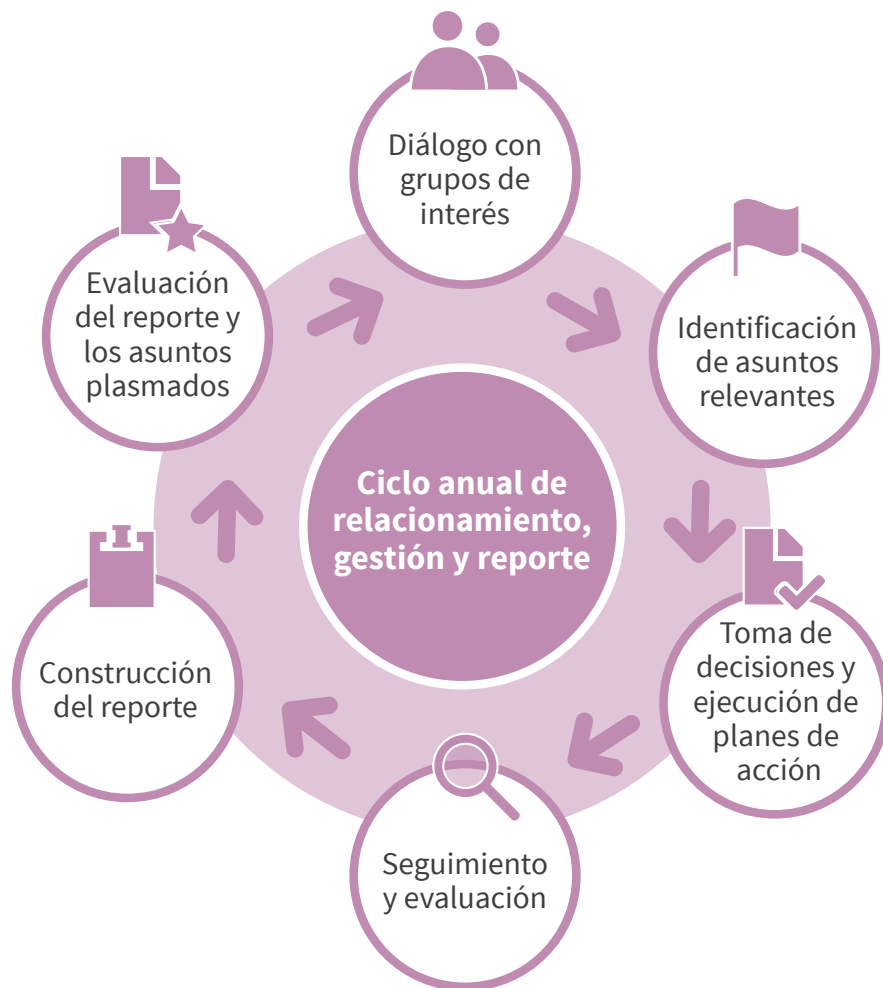 Diálogo con
grupos de
interés
Identificación
de asuntos
relevantes
Toma de
decisiones y
ejecución de
planes de
acción
Seguimiento
y evaluación
Construcción
del reporte
Evaluación
del reporte y
los asuntos
plasmados
Ciclo anual de
relacionamiento,
gestión y reporte